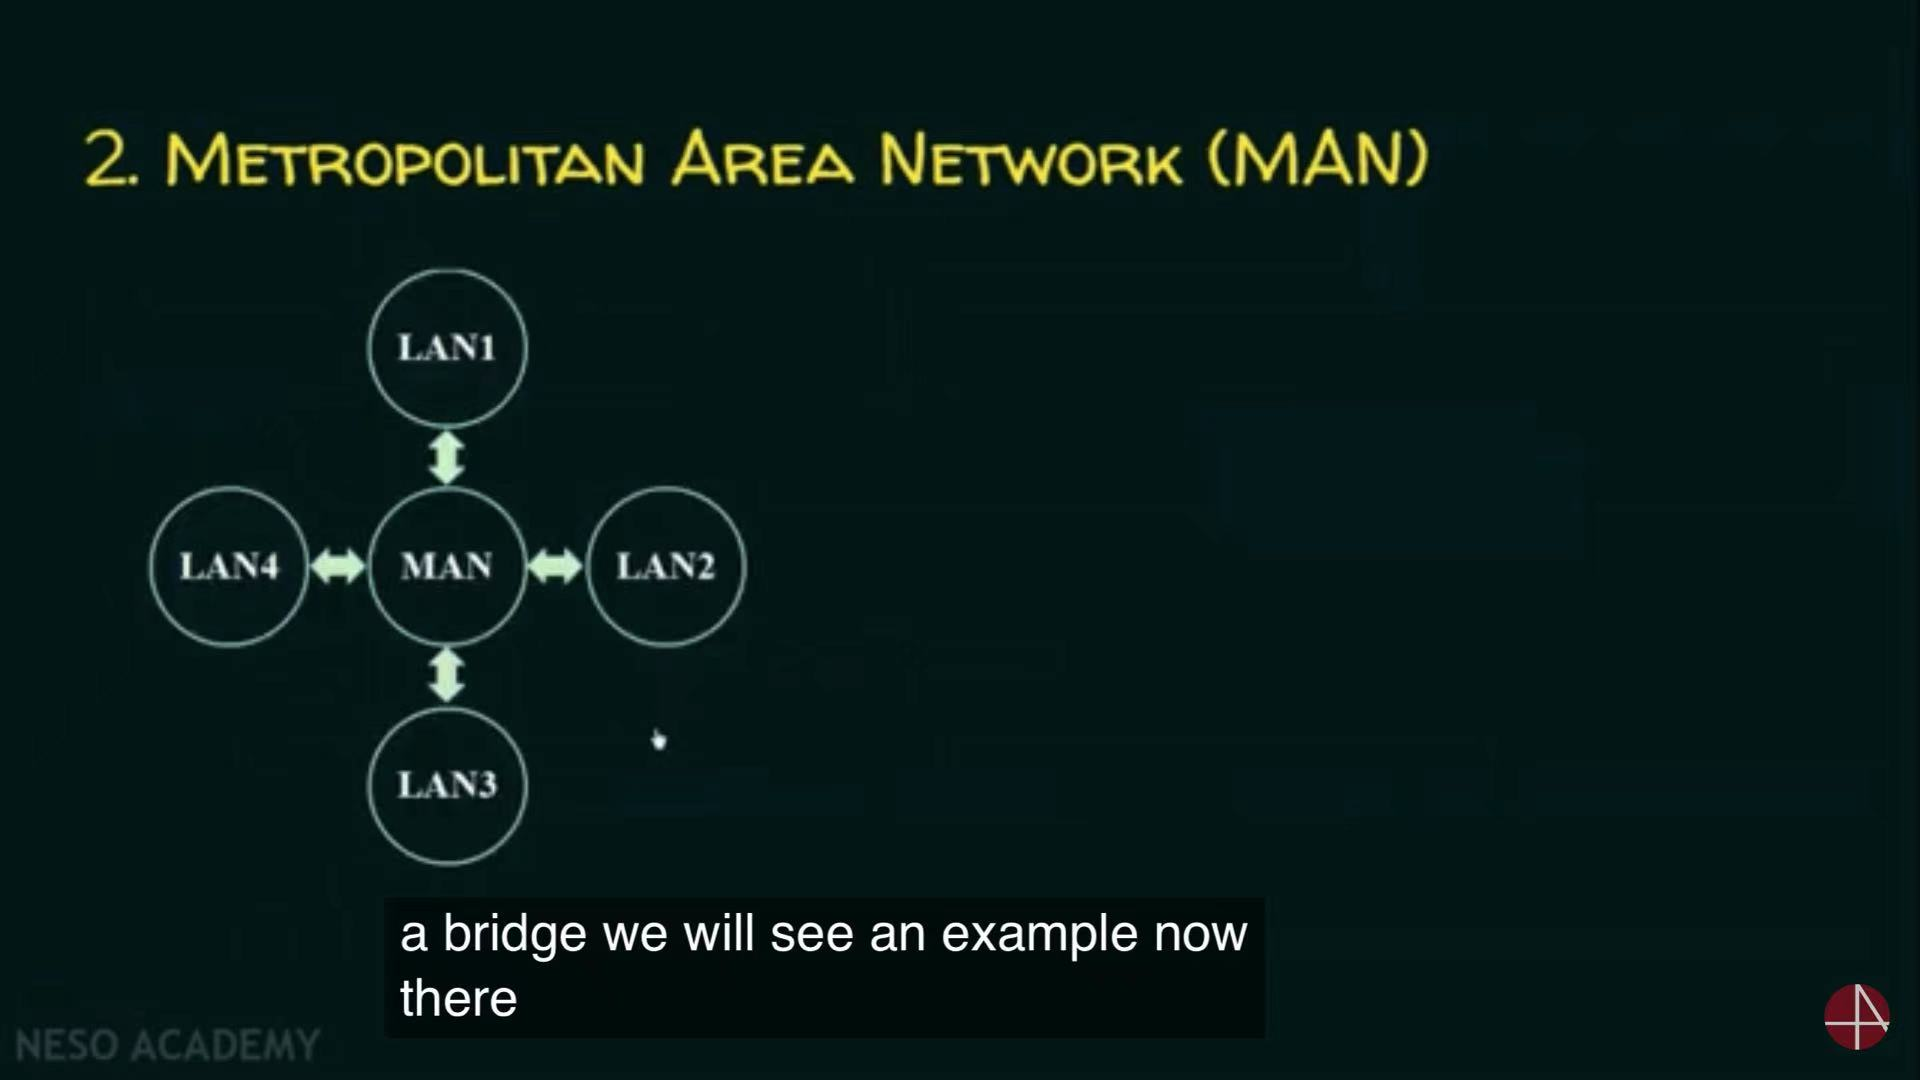 2. METROPOLITAN AREA NETWORK (MAN)
LAN1
LAN4
MAN
LAN2
LAN3
a bridge we will see an example now
there
NESO ACADEMY